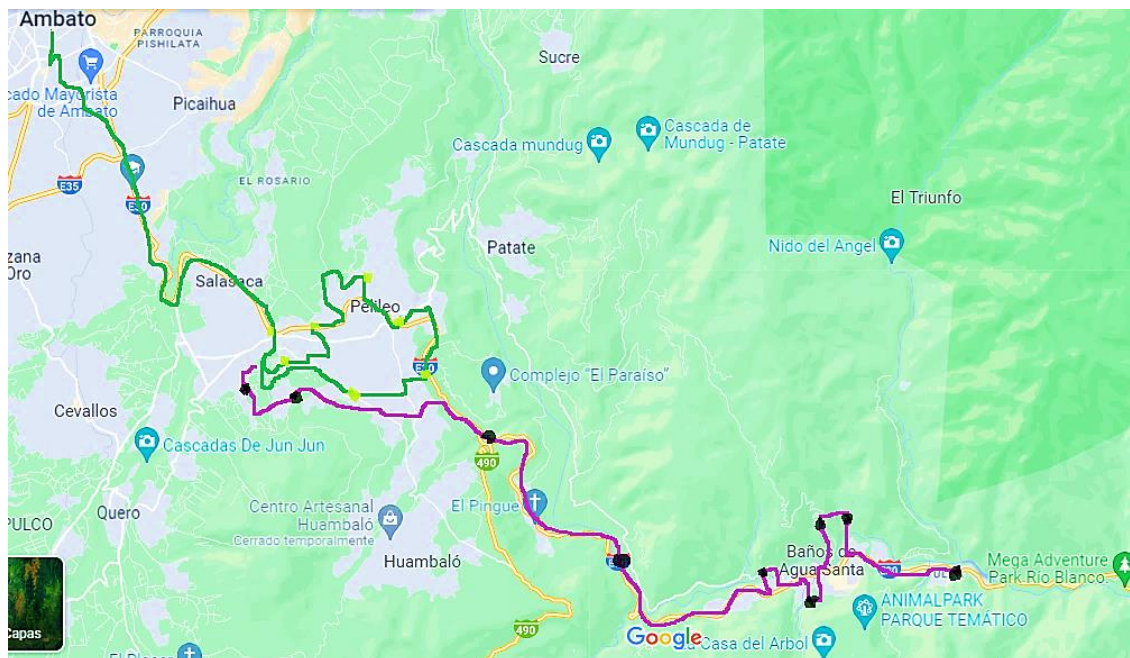 Ambato
PARROQUIA
PISHILATA
Sucre
cado Mayorista
de Ambato
Picaihua
Cascada mundug
Cascada de
Mundug - Patate
E35
EL ROSARIO
E30
El Triunfo
zana
Oro
Patate
Nido del Angel
Salasaca
Pelileo
E30
Complejo "El Paraíso"
Cevallos
Cascadas De Jun Jun
490
Quero
Centro Artesanal
Huambaló
Cerrado temporalmente
El Pingue
PULCO
Huambaló
Baños de
Agua Santa
Mega Adventure
Park Río Blanco
Capas
ANIMALPARK
PARQUE TEMÁTICO
490
Google
Casa del Arbol